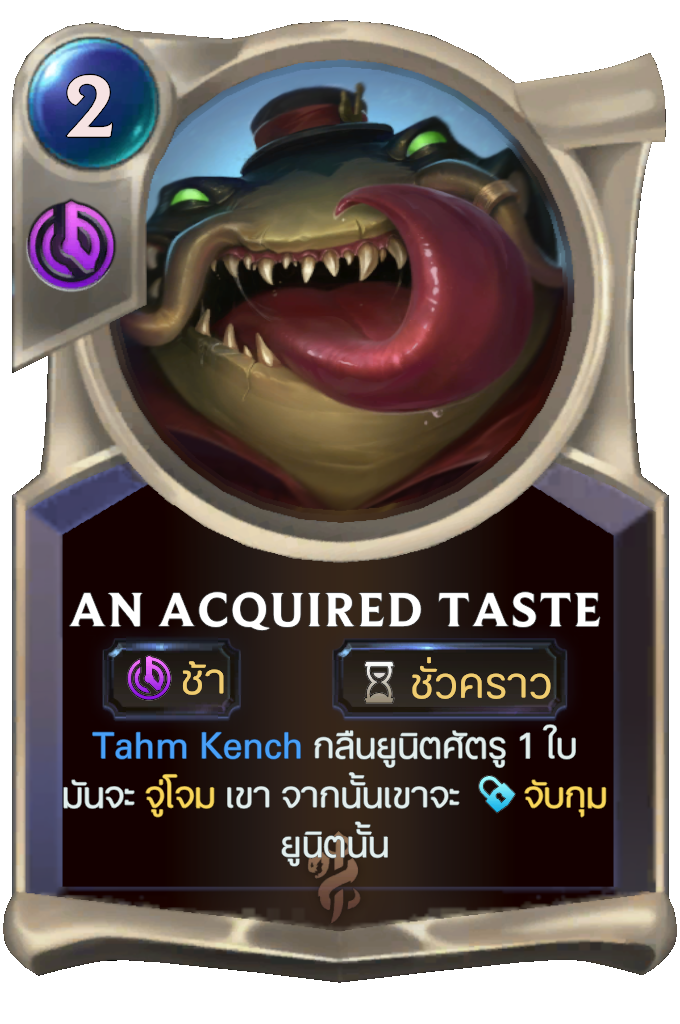 2
AN ACQUIRED TASTE
ช้า ชั่วคราว
Tahm Kench กลืนยูนิตศัตรู 1 ใบ
มันจะ จู่โจม เขา จากนั้นเขาจะ จับกุม
ยูนิตนั้น